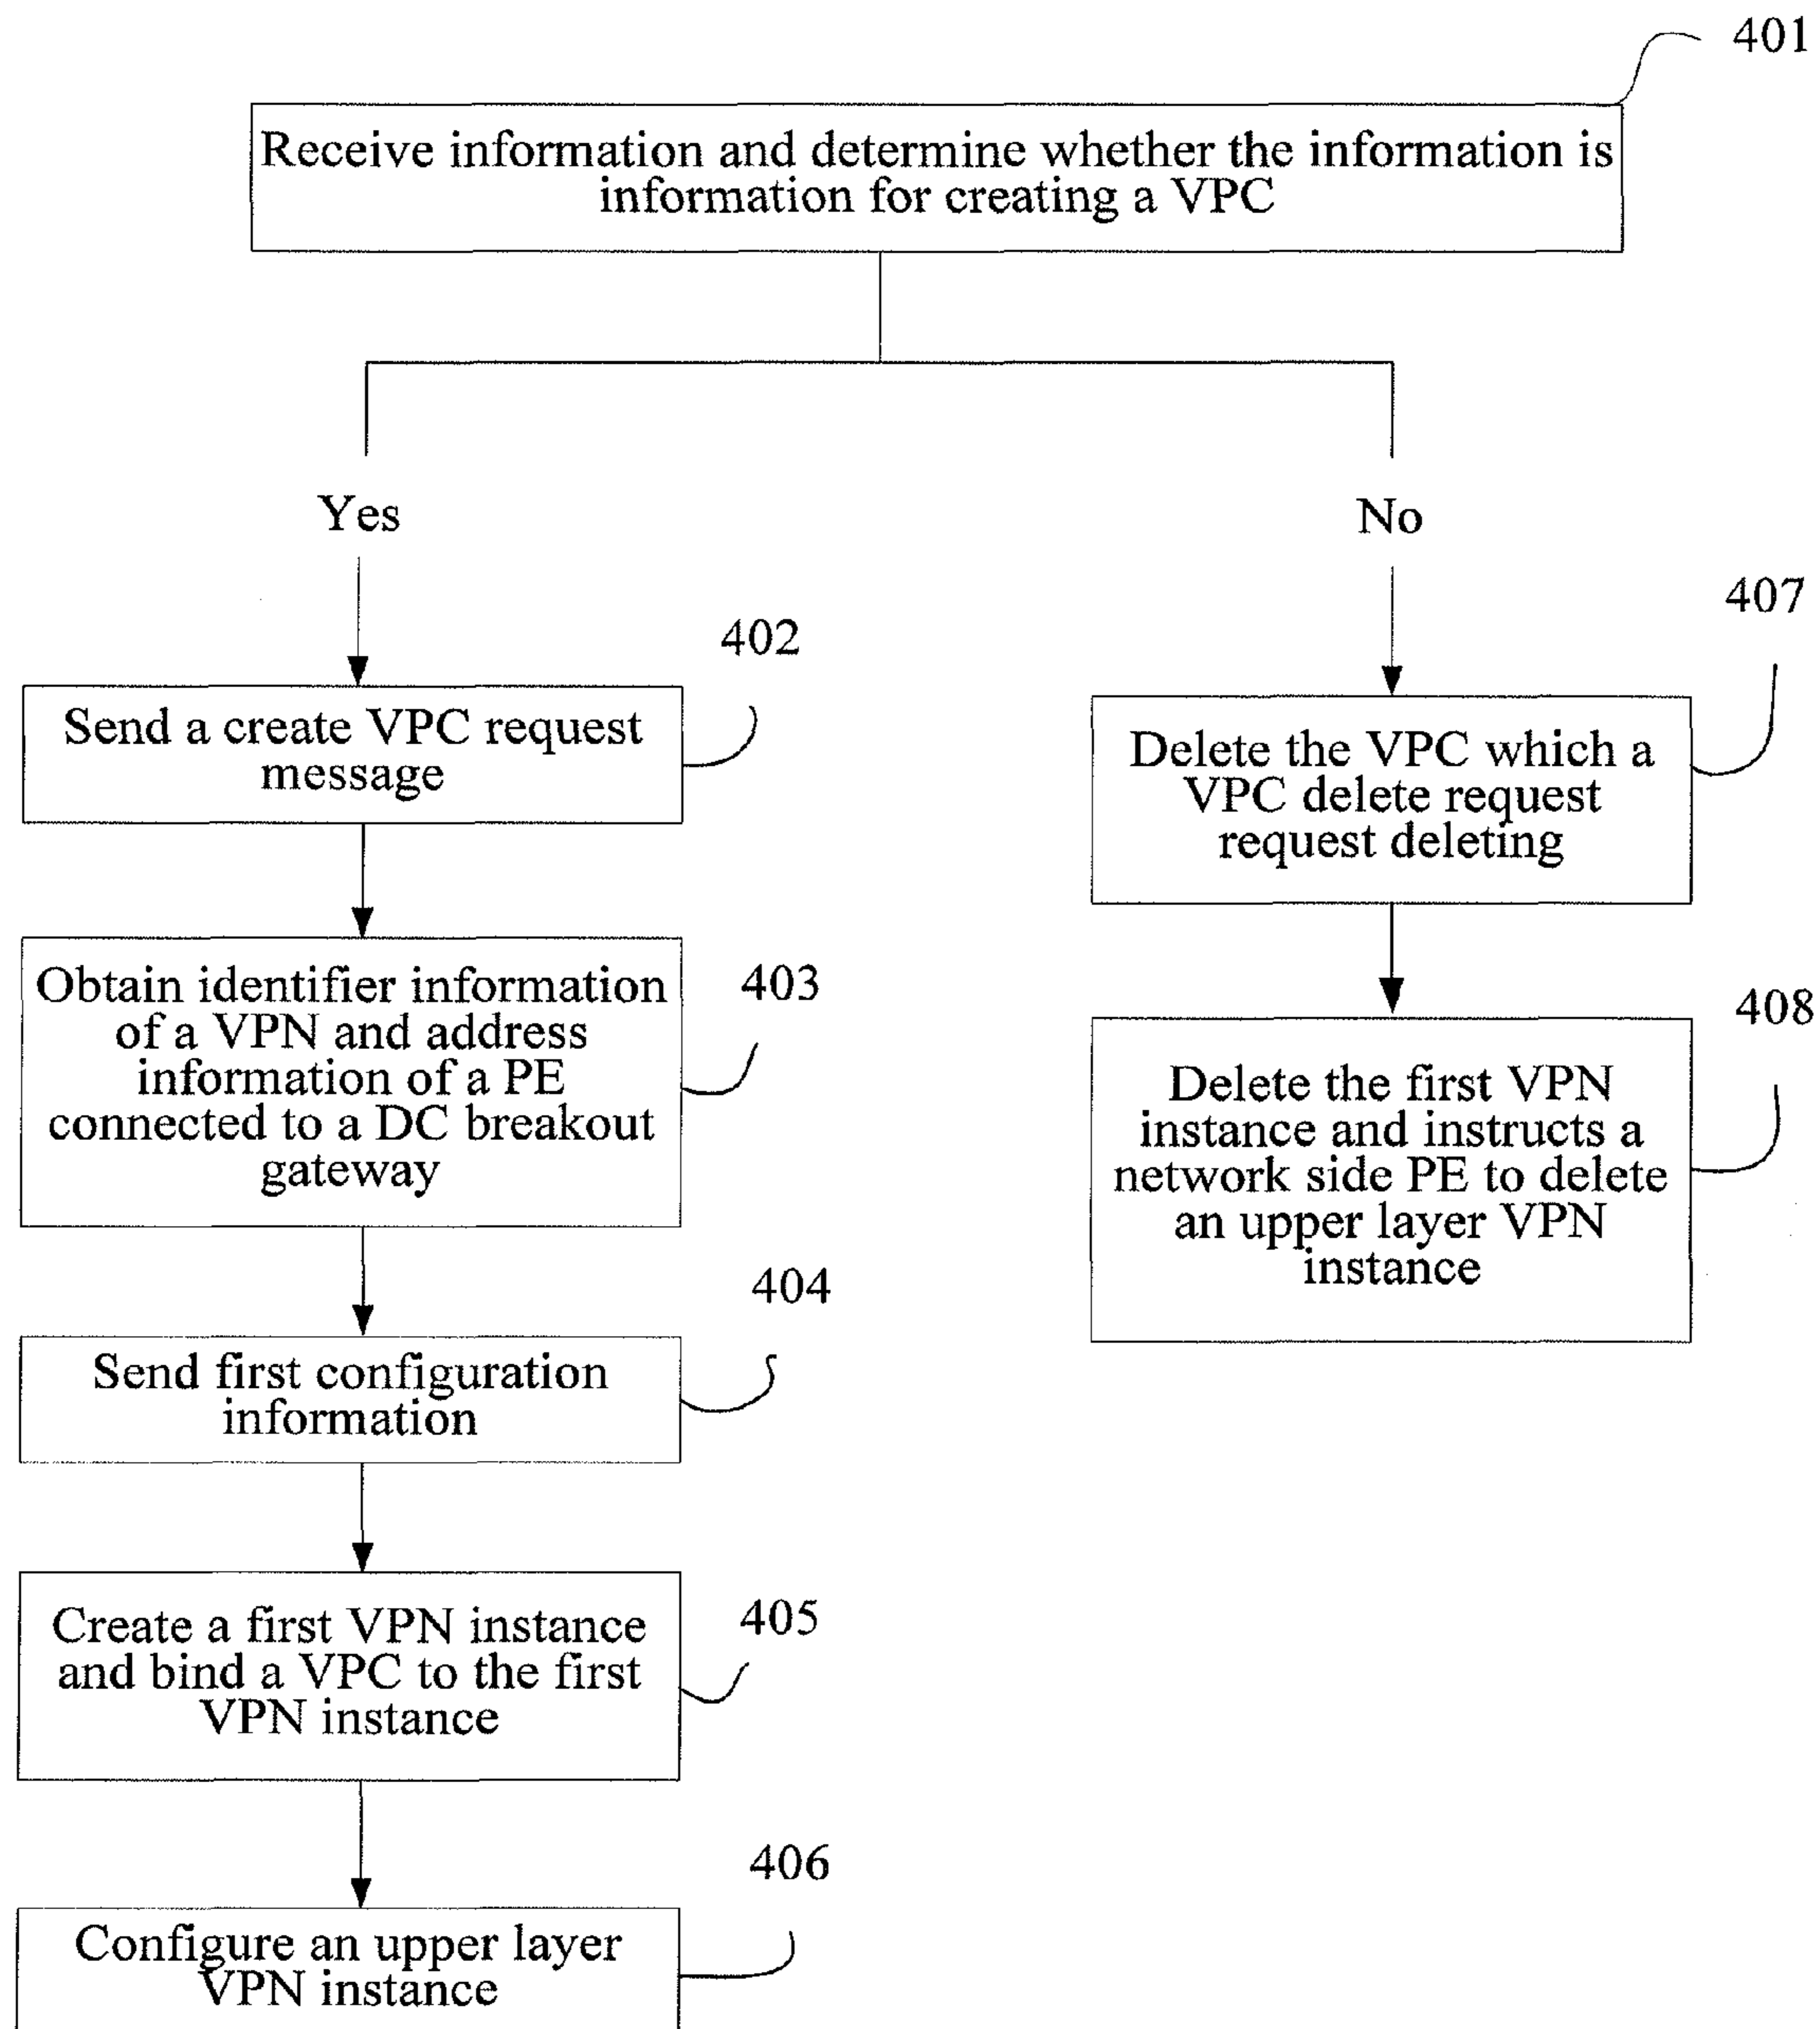 401
Receive information and determine whether the information is
information for creating a VPC
Yes
No
402
Send a create VPC request
message
407
Delete the VPC which a
VPC delete request
request deleting
403
Obtain identifier information
of a VPN and address
information of a PE
connected to a DC breakout
gateway
408
Delete the first VPN
instance and instructs a
network side PE to delete
an upper layer VPN
instance
404
Send first configuration
information
405
Create a first VPN instance
and bind a VPC to the first
VPN instance
406
Configure an upper layer
VPN instance